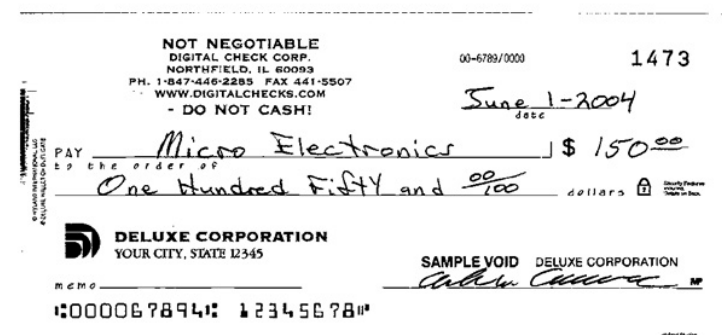 NOT NEGOTIABLE
DIGITAL CHECK CORP.
NORTHFIELD, IL 60093
PH. 1-847-446-2285 FAX 441-5507
WWW.DIGITALCHECKS.COM
- DO NOT CASH!
00-6789/0000
1473
June 1-2004
date
PAY Micro Electronics $ 150 00
to the order of
One Hundred Fifty and 00/100 dollars
DELUXE CORPORATION
YOUR CITY, STATE 12345
SAMPLE VOID DELUXE CORPORATION
memo MP
⑆000067894⑆ 12345678⑈